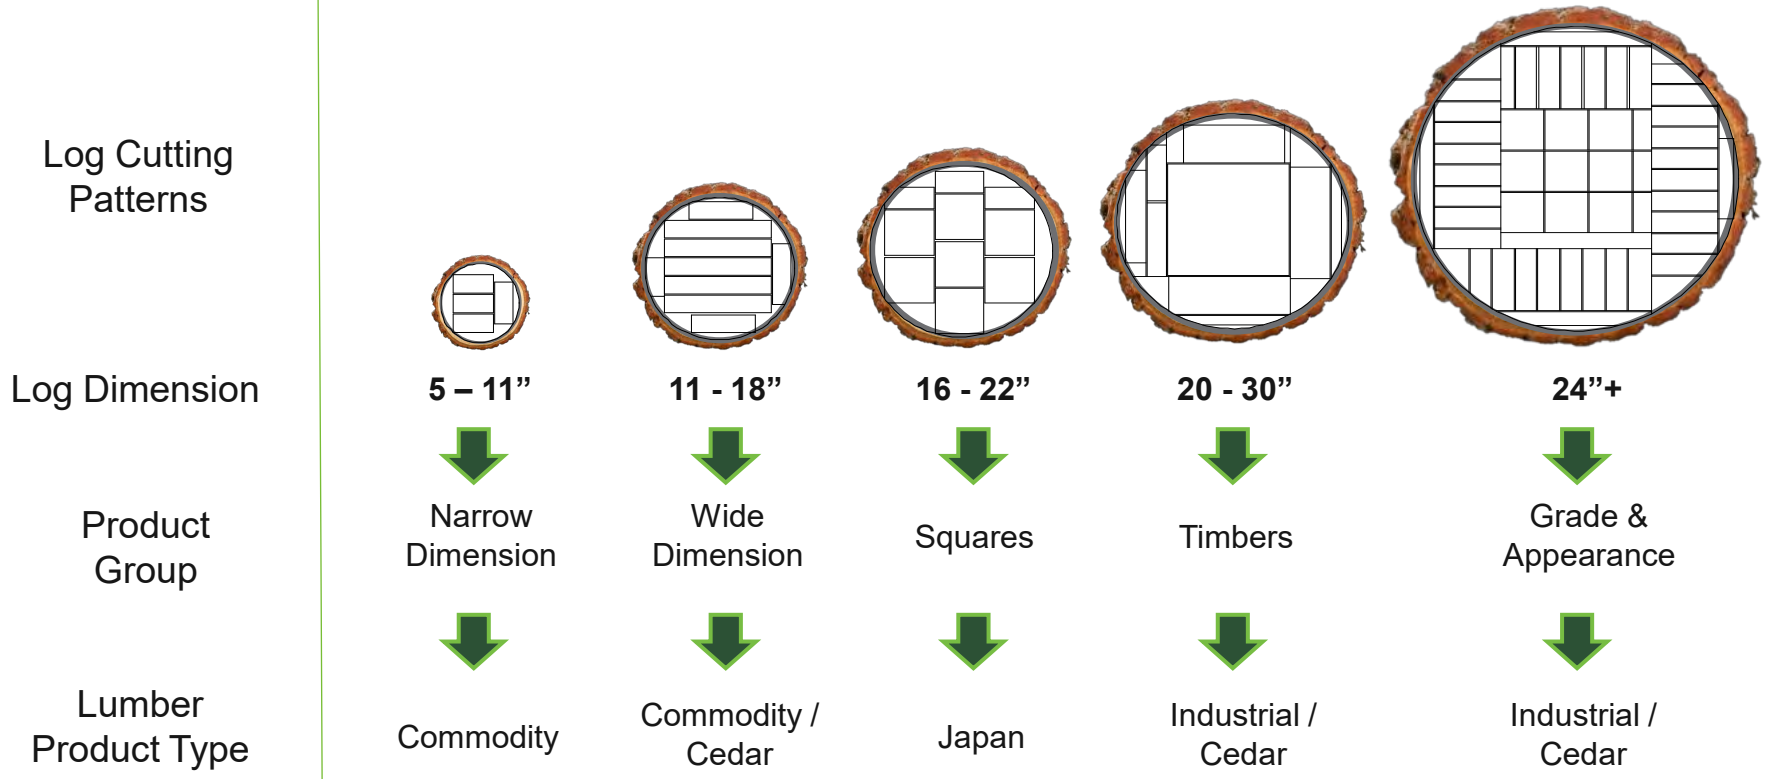 Log Cutting
Patterns
Log Dimension
5 – 11”
11 - 18”
16 - 22”
20 - 30”
24”+
Product
Group
Narrow
Dimension
Wide
Dimension
Squares
Timbers
Grade &
Appearance
Lumber
Product Type
Commodity
Commodity /
Cedar
Japan
Industrial /
Cedar
Industrial /
Cedar